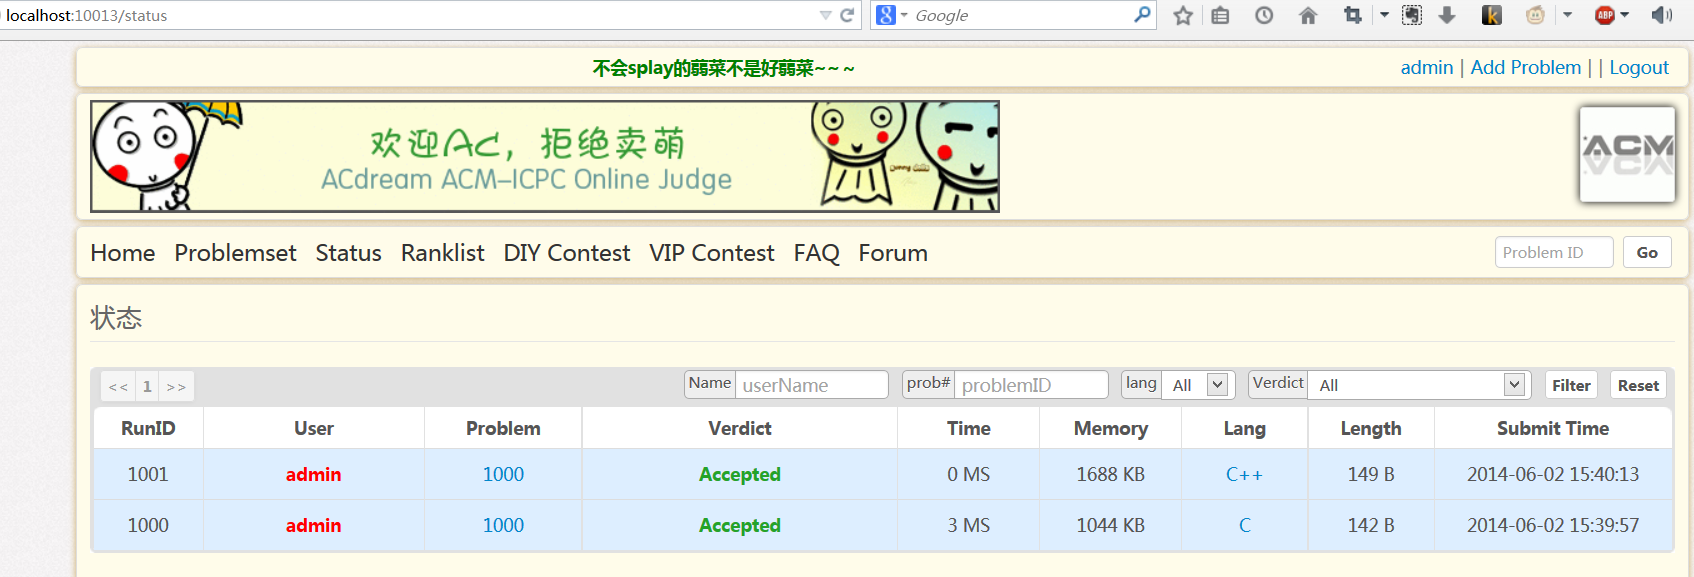 localhost:10013/status
Google
不会splay的蒻菜不是好蒻菜~~~
admin | Add Problem | | Logout
欢迎Ac，拒绝卖萌
ACdream ACM-ICPC Online Judge
ACM
Home Problemset Status Ranklist DIY Contest VIP Contest FAQ Forum
Problem ID Go
状态
<< 1 >> Name userName prob# problemID lang All Verdict All Filter Reset
RunID User Problem Verdict Time Memory Lang Length Submit Time
1001 admin 1000 Accepted 0 MS 1688 KB C++ 149 B 2014-06-02 15:40:13
1000 admin 1000 Accepted 3 MS 1044 KB C 142 B 2014-06-02 15:39:57